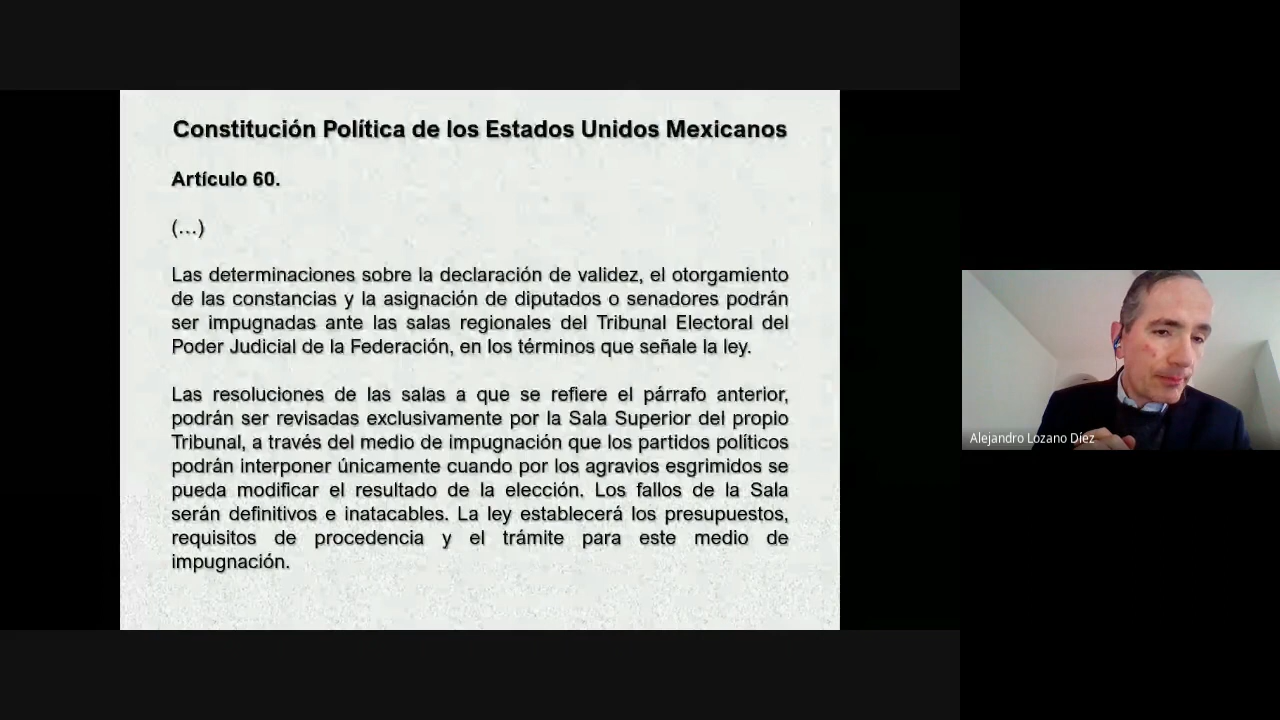 Constitución Política de los Estados Unidos Mexicanos
Artículo 60.
(…)
Las determinaciones sobre la declaración de validez, el otorgamiento
de las constancias y la asignación de diputados o senadores podrán
ser impugnadas ante las salas regionales del Tribunal Electoral del
Poder Judicial de la Federación, en los términos que señale la ley.
Las resoluciones de las salas a que se refiere el párrafo anterior,
podrán ser revisadas exclusivamente por la Sala Superior del propio
Tribunal, a través del medio de impugnación que los partidos políticos
podrán interponer únicamente cuando por los agravios esgrimidos se
pueda modificar el resultado de la elección. Los fallos de la Sala
serán definitivos e inatacables. La ley establecerá los presupuestos,
requisitos de procedencia y el trámite para este medio de
impugnación.
Alejandro Lozano Díez